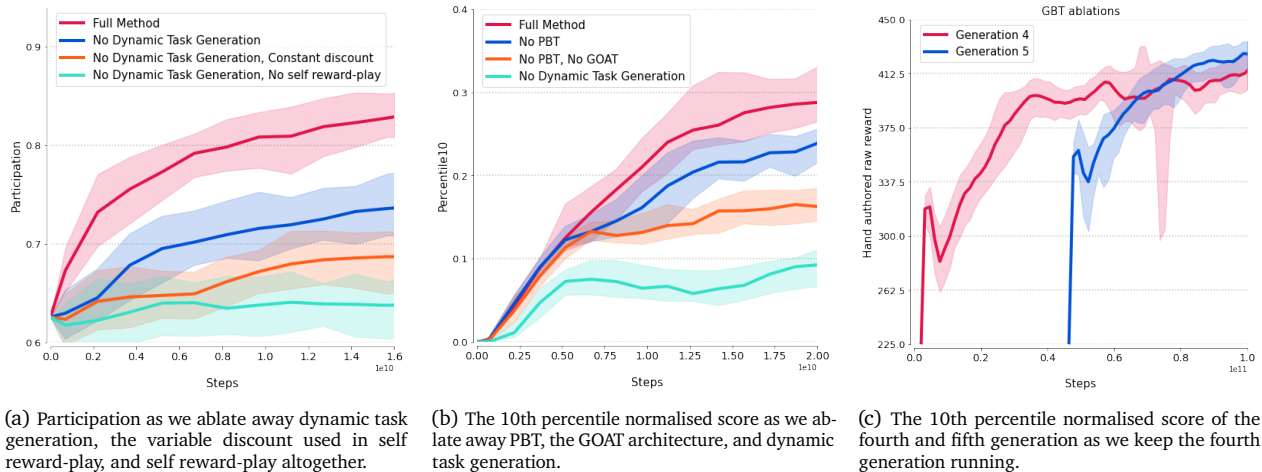 Full Method
No Dynamic Task Generation
No Dynamic Task Generation, Constant discount
No Dynamic Task Generation, No self reward-play
0.9
0.8
0.7
0.6
Participation
0.0
0.2
0.4
0.6
0.8
1.0
1.2
1.4
1.6
1e10
Steps
(a) Participation as we ablate away dynamic task
generation, the variable discount used in self
reward-play, and self reward-play altogether.
Full Method
No PBT
No PBT, No GOAT
No Dynamic Task Generation
0.4
0.3
0.2
0.1
0.0
Percentile10
0.00
0.25
0.50
0.75
1.00
1.25
1.50
1.75
2.00
1e10
Steps
(b) The 10th percentile normalised score as we ab-
late away PBT, the GOAT architecture, and dynamic
task generation.
GBT ablations
Generation 4
Generation 5
450.0
412.5
375.0
337.5
300.0
262.5
225.0
Hand authored raw reward
0.0
0.2
0.4
0.6
0.8
1.0
1e11
Steps
(c) The 10th percentile normalised score of the
fourth and fifth generation as we keep the fourth
generation running.